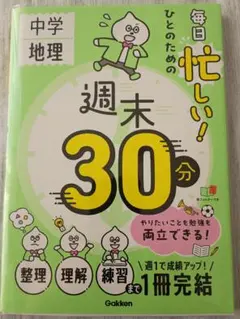 中学
地理
毎日
忙しい!
ひとのための
週末
30分
やりたいことも勉強も
両立できる!
整理
理解
練習
まで
週1で成績アップ!
1冊完結
Gakken